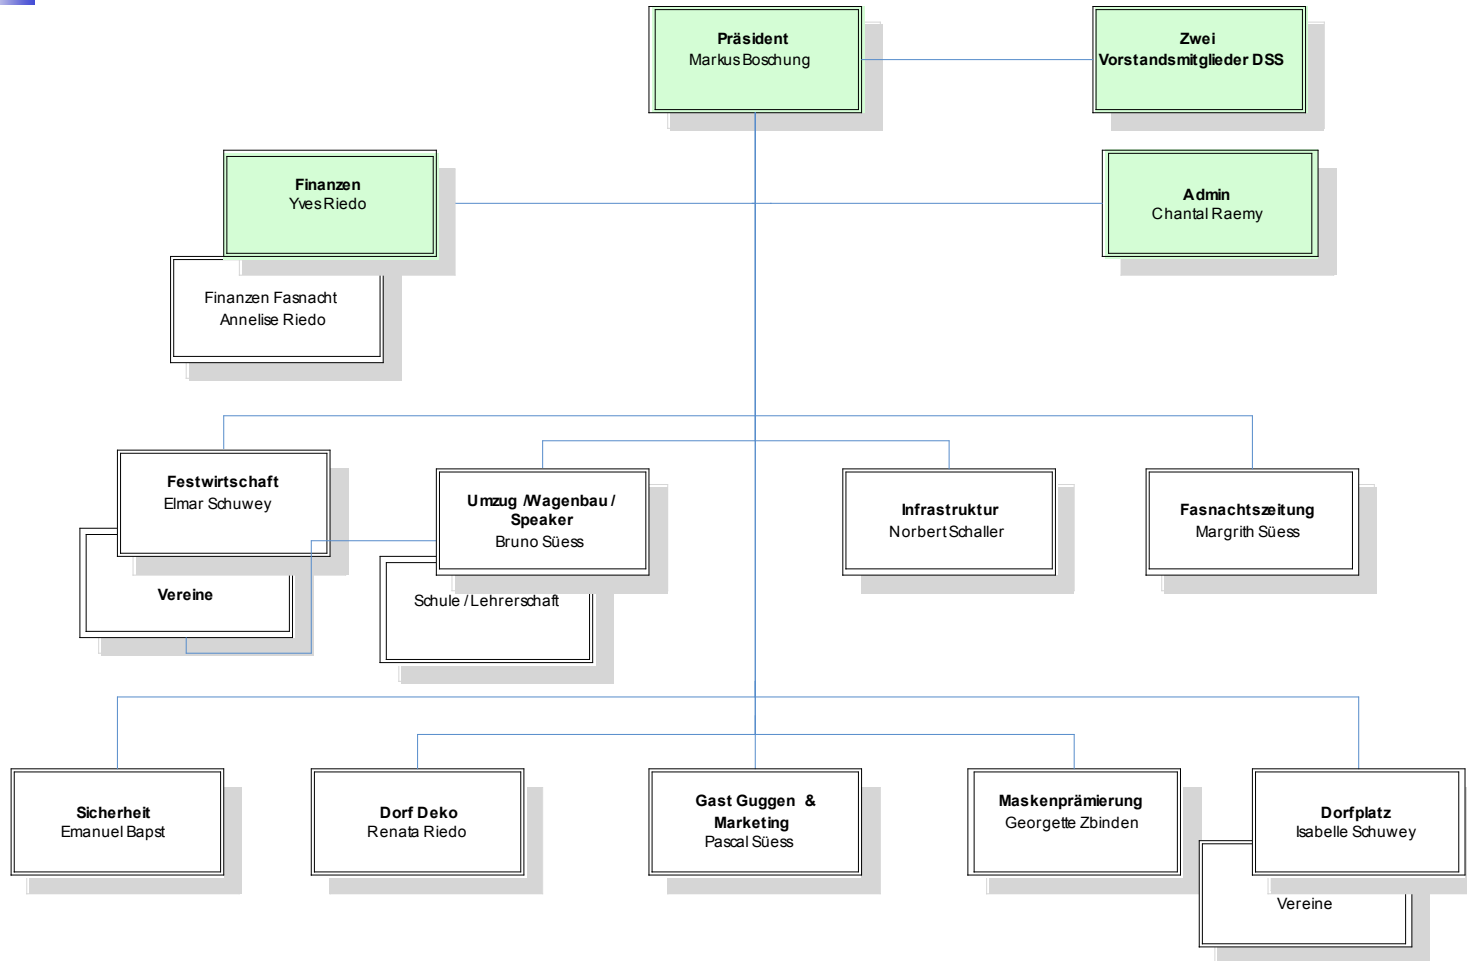 Präsident
Markus Boschung
Zwei
Vorstandsmitglieder DSS
Finanzen
Yves Riedo
Admin
Chantal Raemy
Finanzen Fasnacht
Annelise Riedo
Festwirtschaft
Elmar Schuwey
Vereine
Umzug /Wagenbau /
Speaker
Bruno Süess
Schule / Lehrerschaft
Infrastruktur
Norbert Schaller
Fasnachtszeitung
Margrith Süess
Sicherheit
Emanuel Bapst
Dorf Deko
Renata Riedo
Gast Guggen &
Marketing
Pascal Süess
Maskenprämierung
Georgette Zbinden
Dorfplatz
Isabelle Schuwey
Vereine